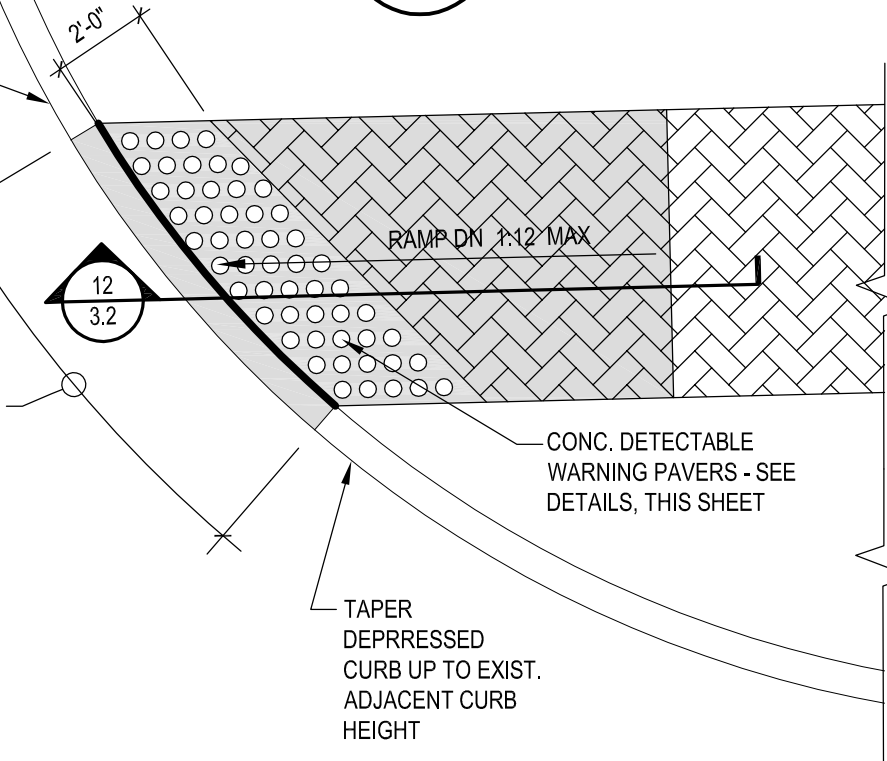 2'-0"
RAMP DN 1:12 MAX
12
3.2
CONC. DETECTABLE
WARNING PAVERS - SEE
DETAILS, THIS SHEET
TAPER
DEPRRESSED
CURB UP TO EXIST.
ADJACENT CURB
HEIGHT